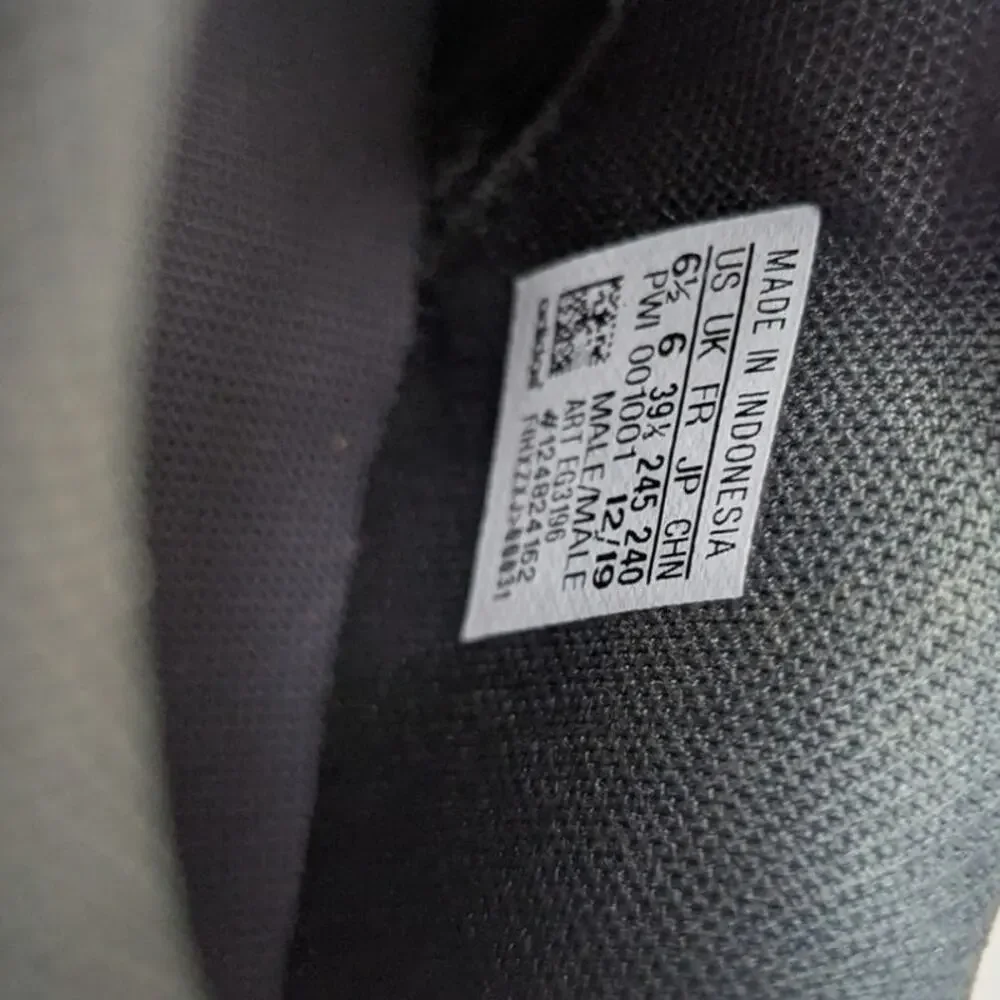 MADE IN INDONESIA
US UK FR JP CHN
6½ 6 39⅓ 245 240
PWI 001001 12/19
MALE/MALE
ART EG3196
#124824162